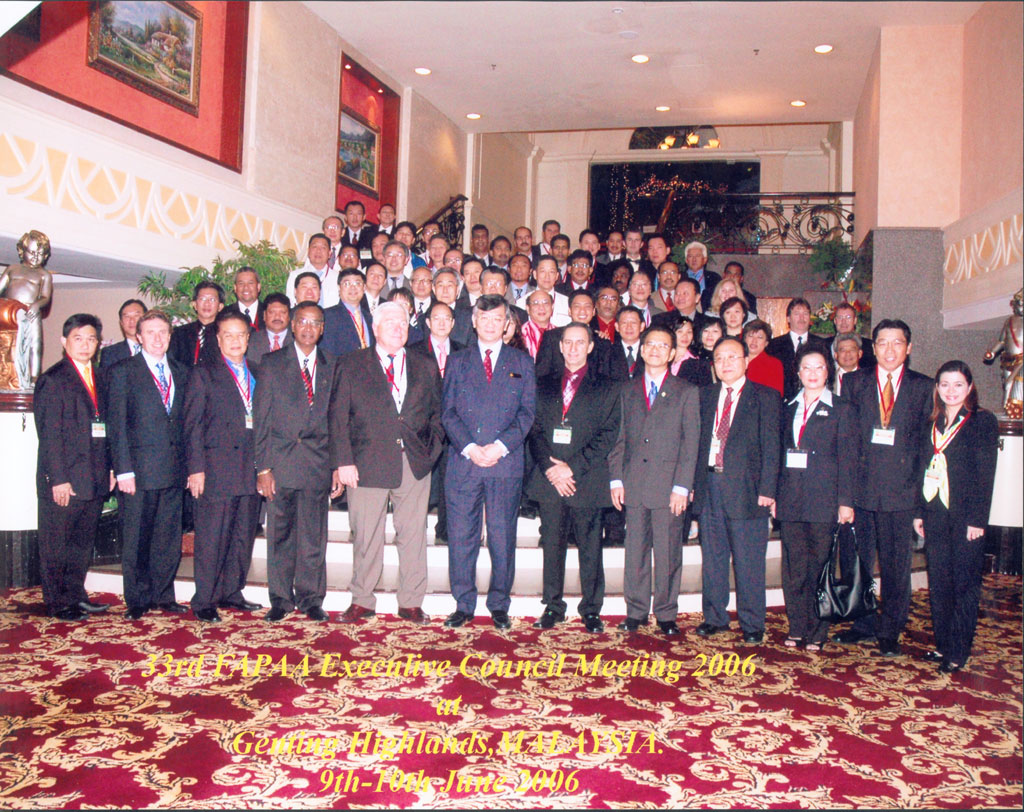 33rd FAPAA Executive Council Meeting 2006
at
Genting Highlands,MALAYSIA.
9th-10th June 2006